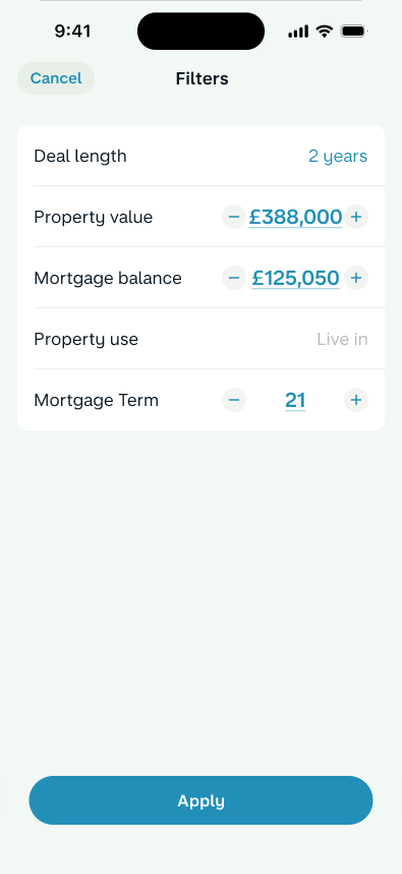 9:41
Cancel
Filters
Deal length 2 years
Property value − £388,000 +
Mortgage balance − £125,050 +
Property use Live in
Mortgage Term − 21 +
Apply